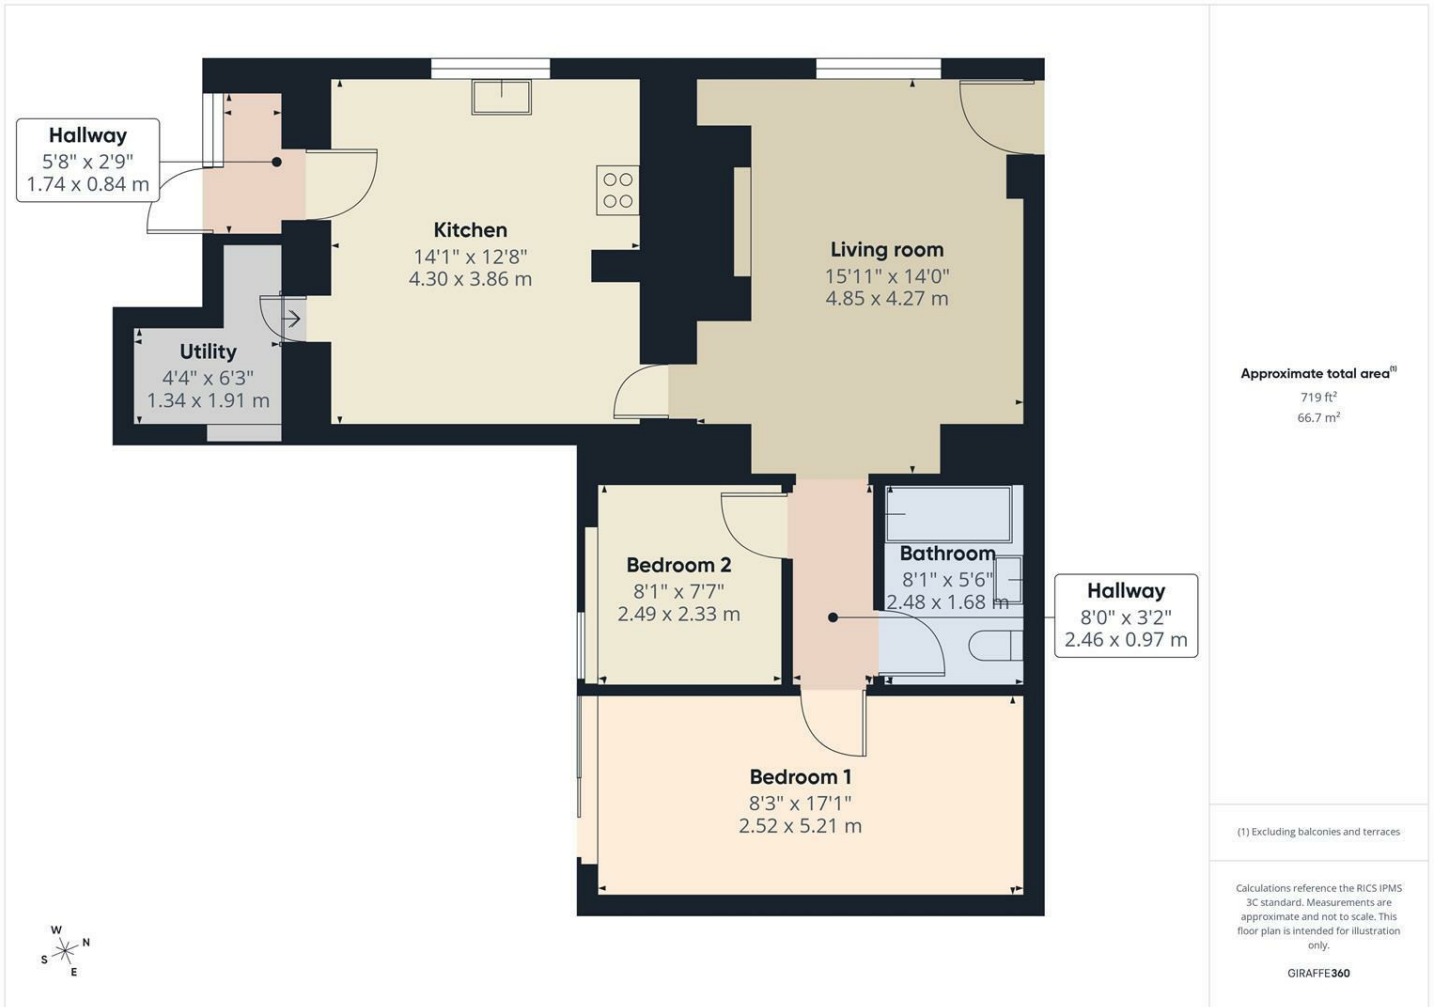 Hallway
5'8" x 2'9"
1.74 x 0.84 m
Kitchen
14'1" x 12'8"
4.30 x 3.86 m
Living room
15'11" x 14'0"
4.85 x 4.27 m
Utility
4'4" x 6'3"
1.34 x 1.91 m
Bedroom 2
8'1" x 7'7"
2.49 x 2.33 m
Bathroom
8'1" x 5'6"
2.48 x 1.68 m
Hallway
8'0" x 3'2"
2.46 x 0.97 m
Bedroom 1
8'3" x 17'1"
2.52 x 5.21 m
W
N
S
E
Approximate total area(1)
719 ft²
66.7 m²
(1) Excluding balconies and terraces
Calculations reference the RICS IPMS
3C standard. Measurements are
approximate and not to scale. This
floor plan is intended for illustration
only.
GIRAFFE360